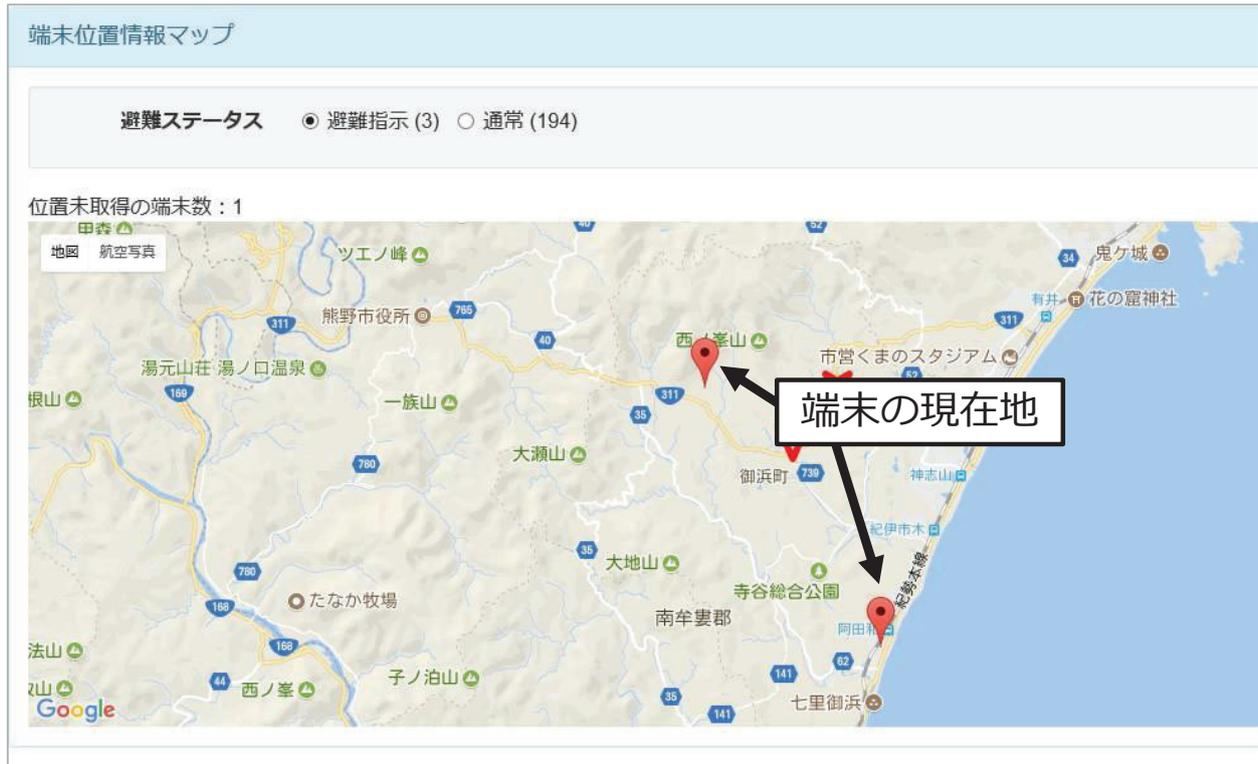 端末位置情報マップ
避難ステータス 避難指示 (3) 通常 (194)
位置未取得の端末数：1
地図 航空写真
40
52
ツエノ峰
34
鬼ケ城
有井
花の窟神社
熊野市役所
765
311
311
40
西ノ峯山
市営くまのスタジアム
湯元山荘 湯ノ口温泉
52
169
311
一族山
35
端末の現在地
大瀬山
780
御浜町
739
神志山
紀伊市木
35
大地山
780
寺谷総合公園
紀勢本線
たなか牧場
168
南牟婁郡
阿田和
168
法山
62
141
子ノ泊山
44
西ノ峯
35
七里御浜
141
Google